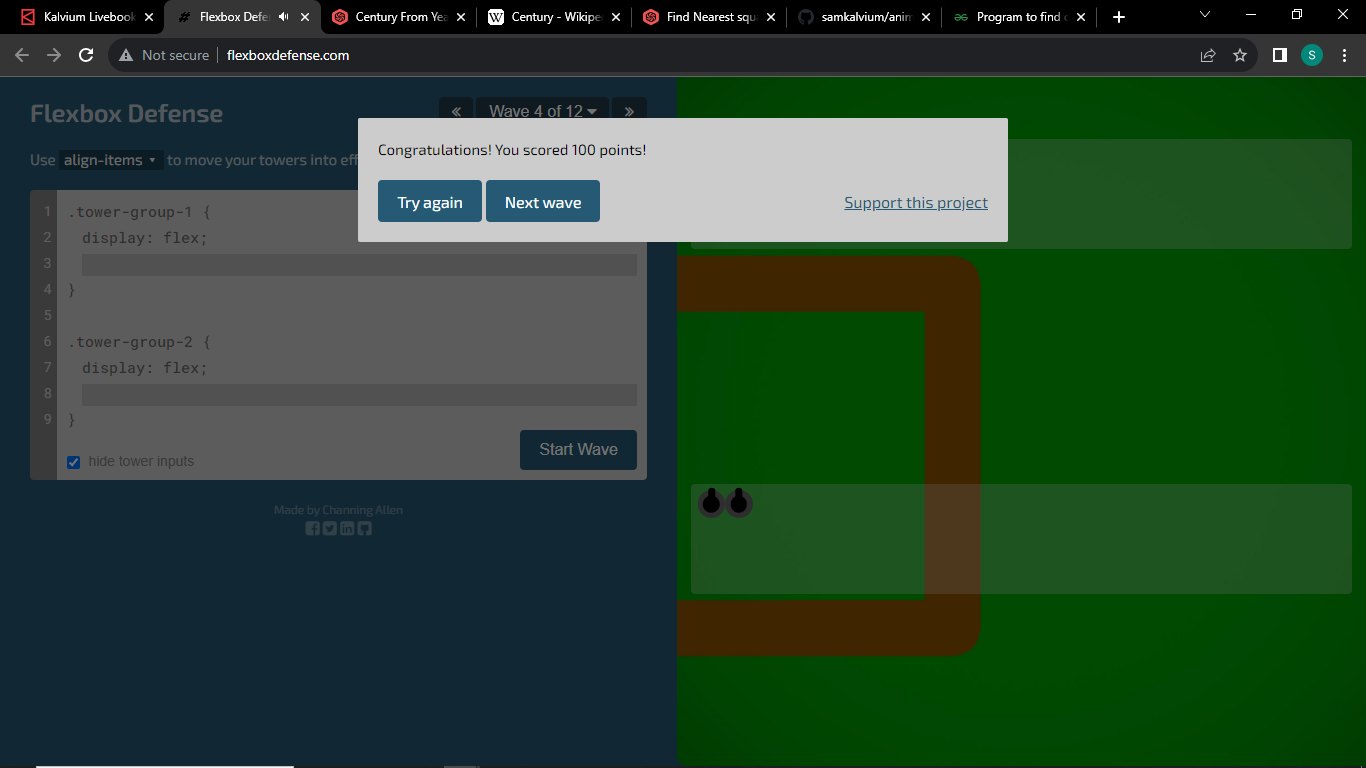 Kalvium Livebook
Flexbox Defe
Century From Yea
Century - Wikipe
Find Nearest squ
samkalvium/anim
Program to find
Not secure
flexboxdefense.com
S
Flexbox Defense
« Wave 4 of 12 »
Use align-items to move your towers into eff
Congratulations! You scored 100 points!
Try again
Next wave
Support this project
1 .tower-group-1 {
2 display: flex;
3
4 }
5
6 .tower-group-2 {
7 display: flex;
8
9 }
hide tower inputs
Start Wave
Made by Channing Allen